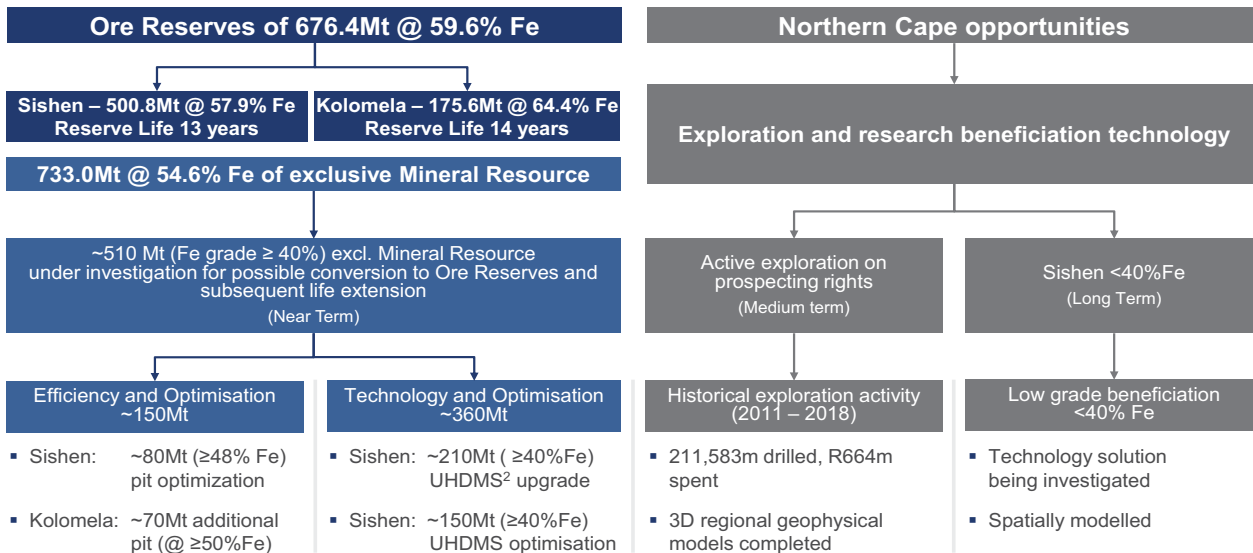 Ore Reserves of 676.4Mt @ 59.6% Fe
Sishen – 500.8Mt @ 57.9% Fe
Reserve Life 13 years
Kolomela – 175.6Mt @ 64.4% Fe
Reserve Life 14 years
733.0Mt @ 54.6% Fe of exclusive Mineral Resource
~510 Mt (Fe grade ≥ 40%) excl. Mineral Resource
under investigation for possible conversion to Ore Reserves and
subsequent life extension
(Near Term)
Efficiency and Optimisation
~150Mt
▪ Sishen: ~80Mt (≥48% Fe)
pit optimization
▪ Kolomela: ~70Mt additional
pit (@ ≥50%Fe)
Technology and Optimisation
~360Mt
▪ Sishen: ~210Mt ( ≥40%Fe)
UHDMS² upgrade
▪ Sishen: ~150Mt (≥40%Fe)
UHDMS optimisation
Northern Cape opportunities
Exploration and research beneficiation technology
Active exploration on
prospecting rights
(Medium term)
Historical exploration activity
(2011 – 2018)
▪ 211,583m drilled, R664m
spent
▪ 3D regional geophysical
models completed
Sishen <40%Fe
(Long Term)
Low grade beneficiation
<40% Fe
▪ Technology solution
being investigated
▪ Spatially modelled